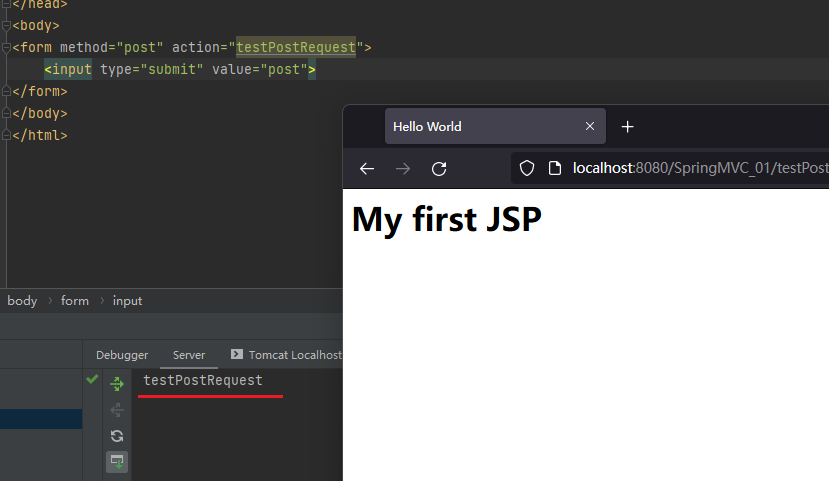 </head>
<body>
<form method="post" action="testPostRequest">
<input type="submit" value="post">
</form>
</body>
</html>
Hello World
localhost:8080/SpringMVC_01/testPost
My first JSP
body > form > input
Debugger Server Tomcat Localhost
testPostRequest